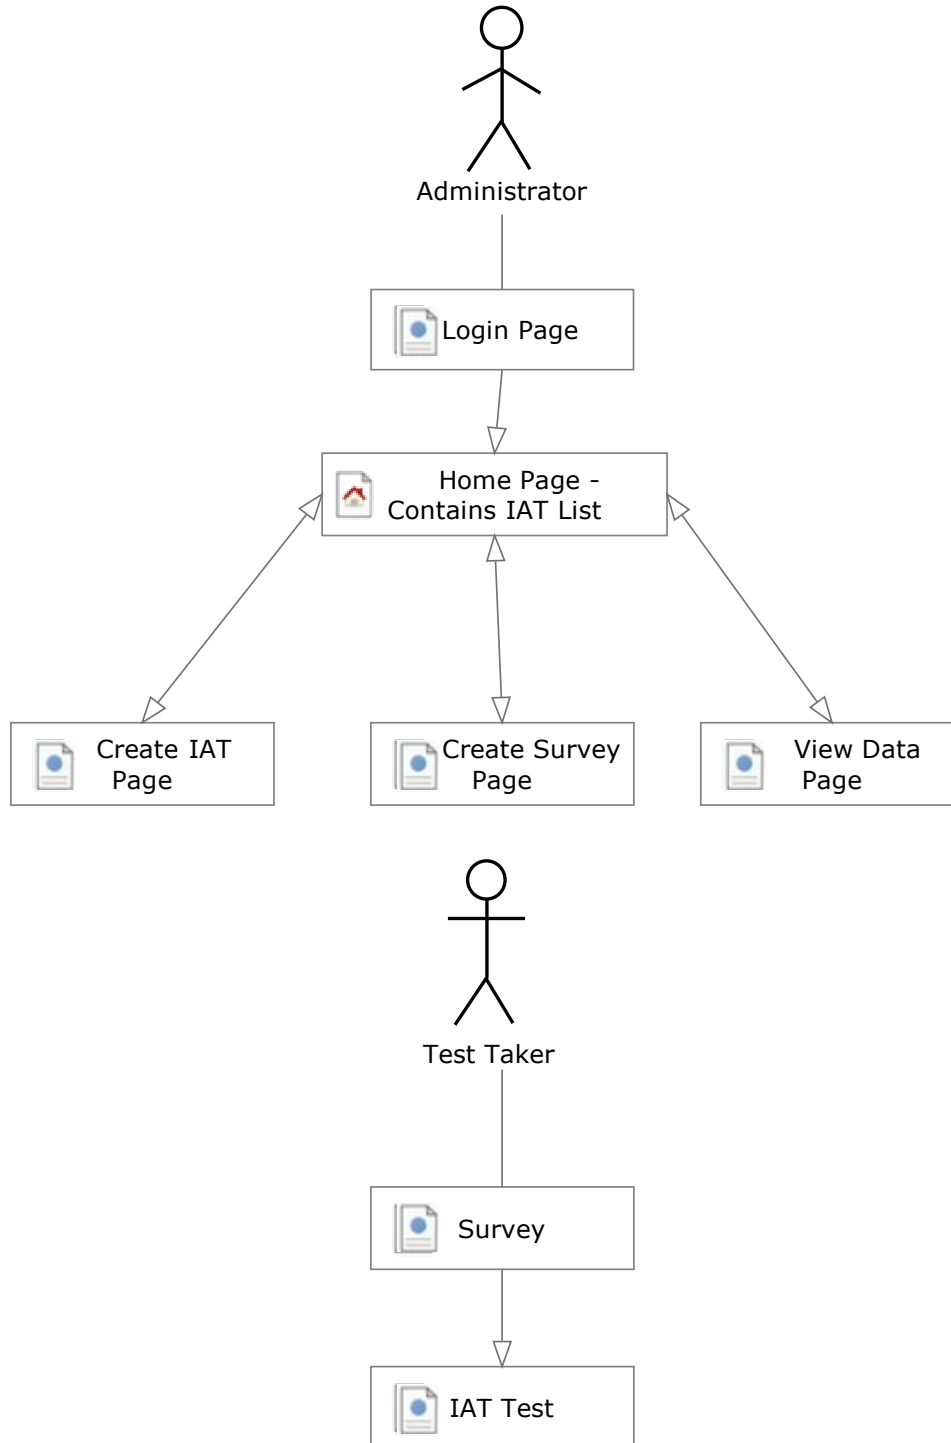 Administrator
Login Page
Home Page -
Contains IAT List
Create IAT
Page
Create Survey
Page
View Data
Page
Test Taker
Survey
IAT Test